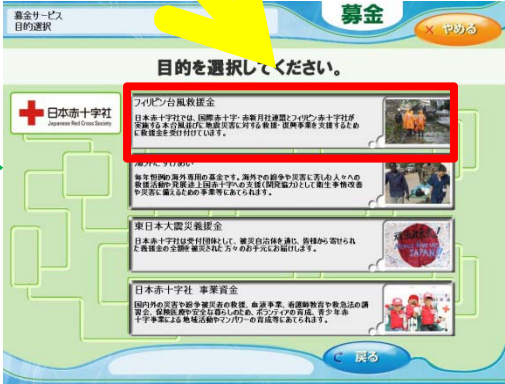 募金サービス
目的選択
募金
× やめる
目的を選択してください。
日本赤十字社
Japanese Red Cross Society
フィリピン台風救援金
日本赤十字社では、国際赤十字・赤新月社連盟とフィリピン赤十字社が
実施する本台風並びに地震災害に対する救援・復興事業を支援するため
に救援金を受け付けています。
海外たすけあい
毎年恒例の海外専用の募金です。海外での紛争や災害に苦しむ人々への
救援活動や発展途上国赤十字への支援(開発協力)として衛生事情改善
や災害に備えるための事業等にあてられます。
東日本大震災義援金
日本赤十字社は受付団体として、被災自治体を通じ、皆様から寄せられ
た義援金の全額を被災された方々のお手元にお届けします。
JAPAN
日本赤十字社 事業資金
国内外の災害や紛争被災者の救援、血液事業、看護師教育や救急法の講
習会、保険医療や安全な暮らしのため、ボランティアの育成、青少年赤
十字事業による地域活動やマンパワーの育成等にあてられます。
C 戻る